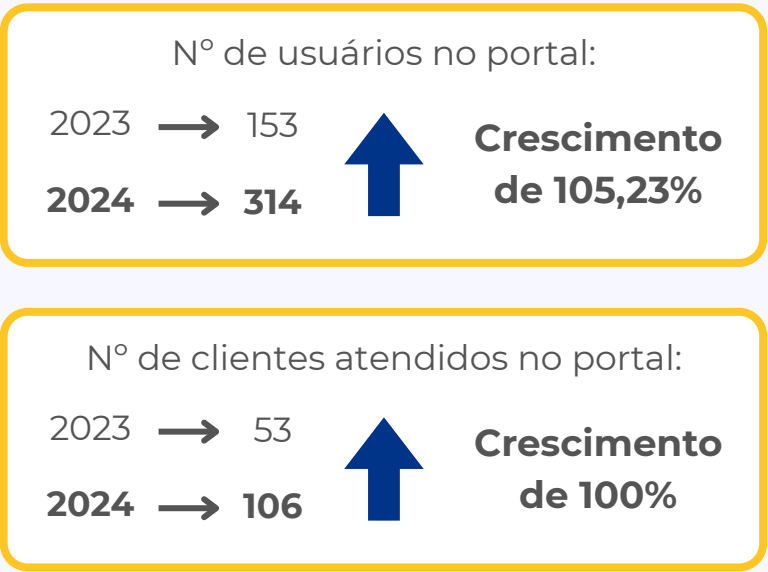 Nº de usuários no portal:
2023 → 153
2024 → 314
Crescimento
de 105,23%
Nº de clientes atendidos no portal:
2023 → 53
2024 → 106
Crescimento
de 100%